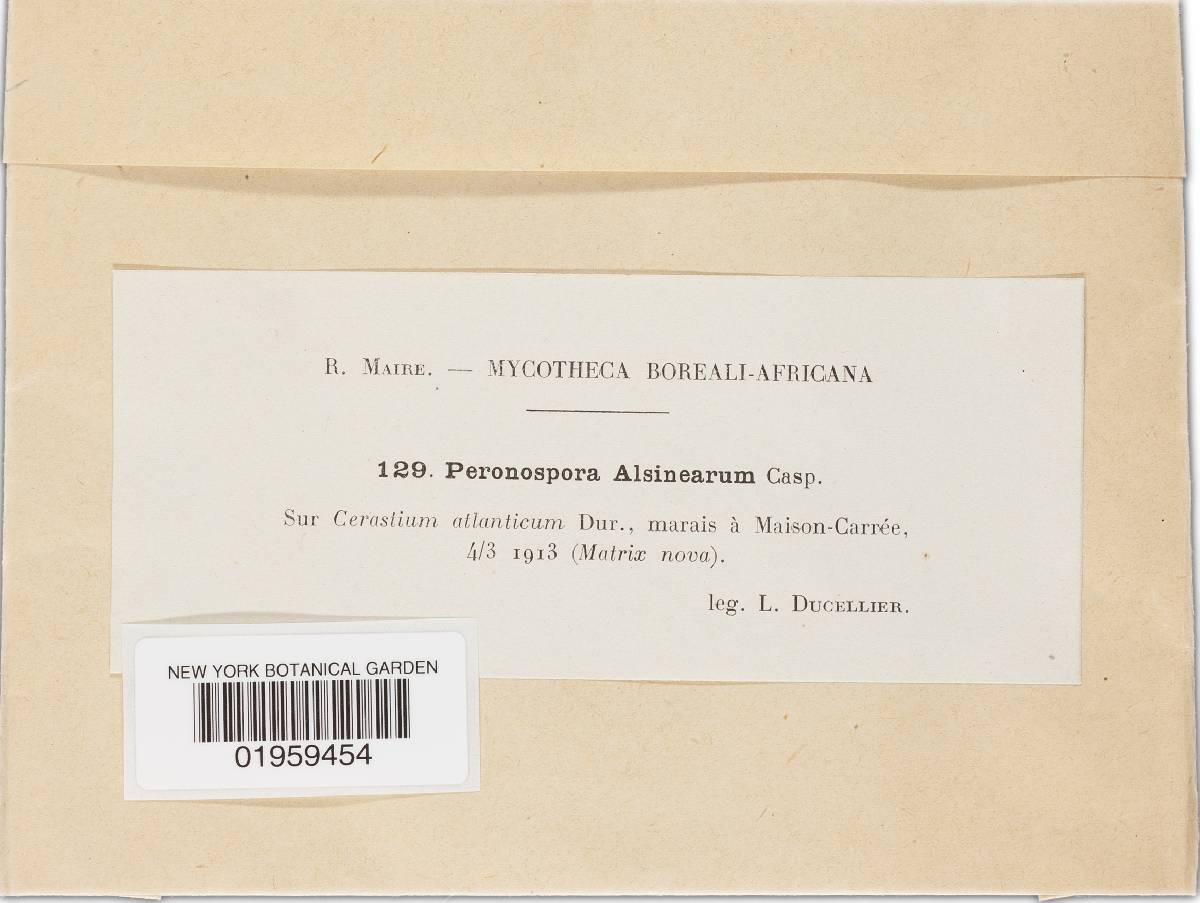 R. MAIRE. — MYCOTHECA BOREALI-AFRICANA
129. Peronospora Alsinearum Casp.
Sur Cerastium atlanticum Dur., marais à Maison-Carrée,
4/3 1913 (Matrix nova).
leg. L. DUCELLIER.
NEW YORK BOTANICAL GARDEN
01959454